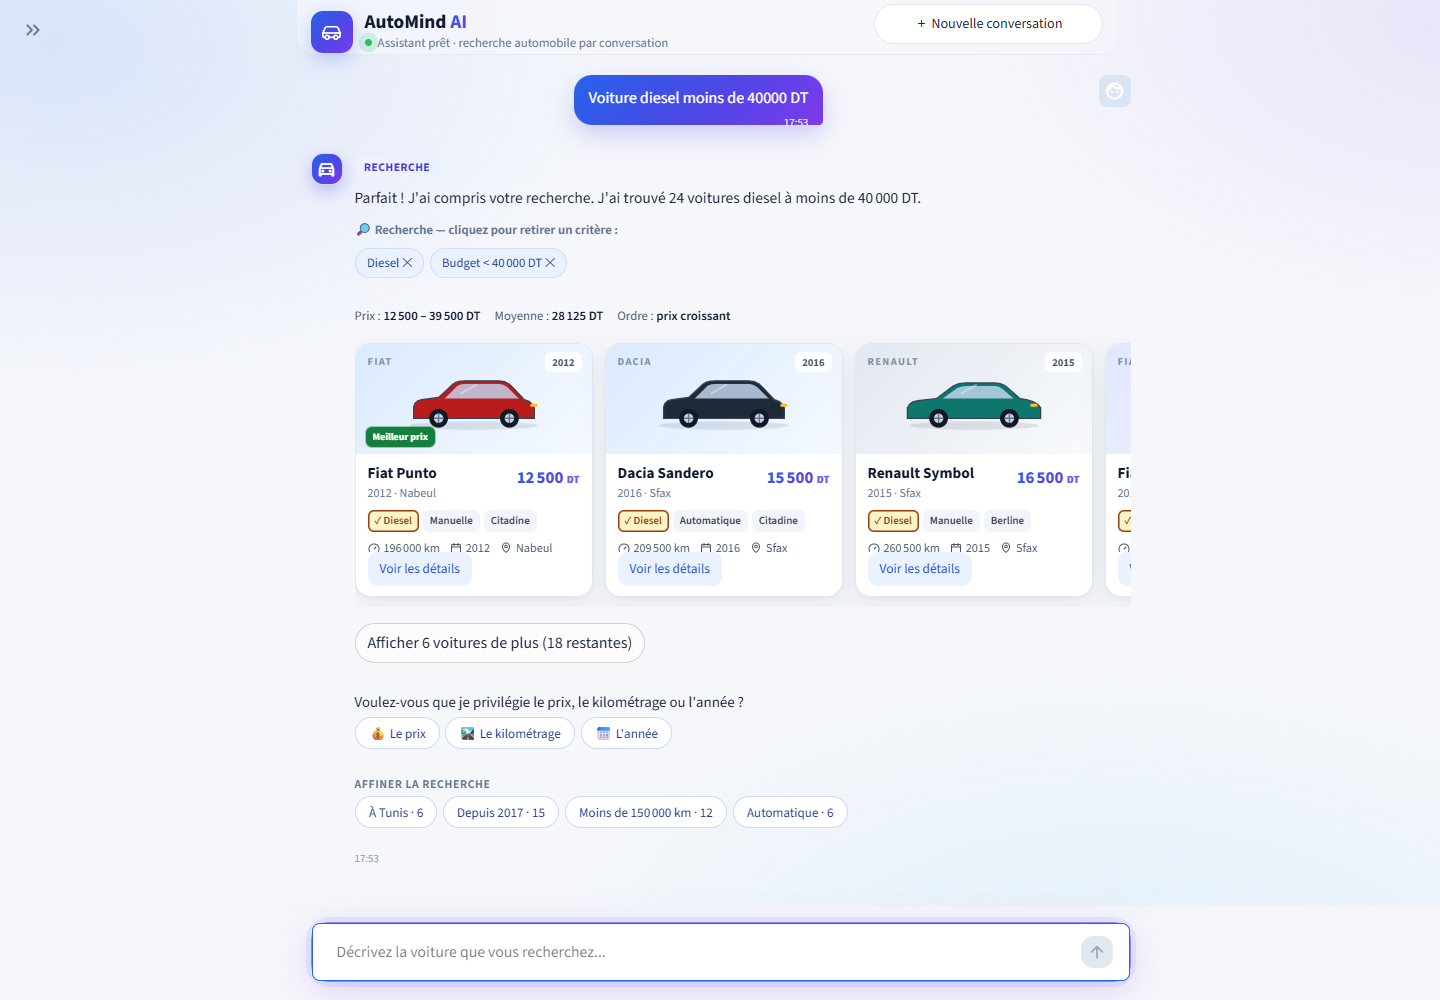 AutoMind AI
Assistant prêt · recherche automobile par conversation
+ Nouvelle conversation
Voiture diesel moins de 40000 DT
17:53
RECHERCHE
Parfait ! J'ai compris votre recherche. J'ai trouvé 24 voitures diesel à moins de 40 000 DT.
Recherche — cliquez pour retirer un critère :
Diesel
Budget < 40 000 DT
Prix : 12 500 – 39 500 DT Moyenne : 28 125 DT Ordre : prix croissant
FIAT
2012
Meilleur prix
Fiat Punto
12 500 DT
2012 · Nabeul
✓ Diesel Manuelle Citadine
196 000 km 2012 Nabeul
Voir les détails
DACIA
2016
Dacia Sandero
15 500 DT
2016 · Sfax
✓ Diesel Automatique Citadine
209 500 km 2016 Sfax
Voir les détails
RENAULT
2015
Renault Symbol
16 500 DT
2015 · Sfax
✓ Diesel Manuelle Berline
260 500 km 2015 Sfax
Voir les détails
Afficher 6 voitures de plus (18 restantes)
Voulez-vous que je privilégie le prix, le kilométrage ou l'année ?
Le prix
Le kilométrage
L'année
AFFINER LA RECHERCHE
À Tunis · 6
Depuis 2017 · 15
Moins de 150 000 km · 12
Automatique · 6
17:53
Décrivez la voiture que vous recherchez...